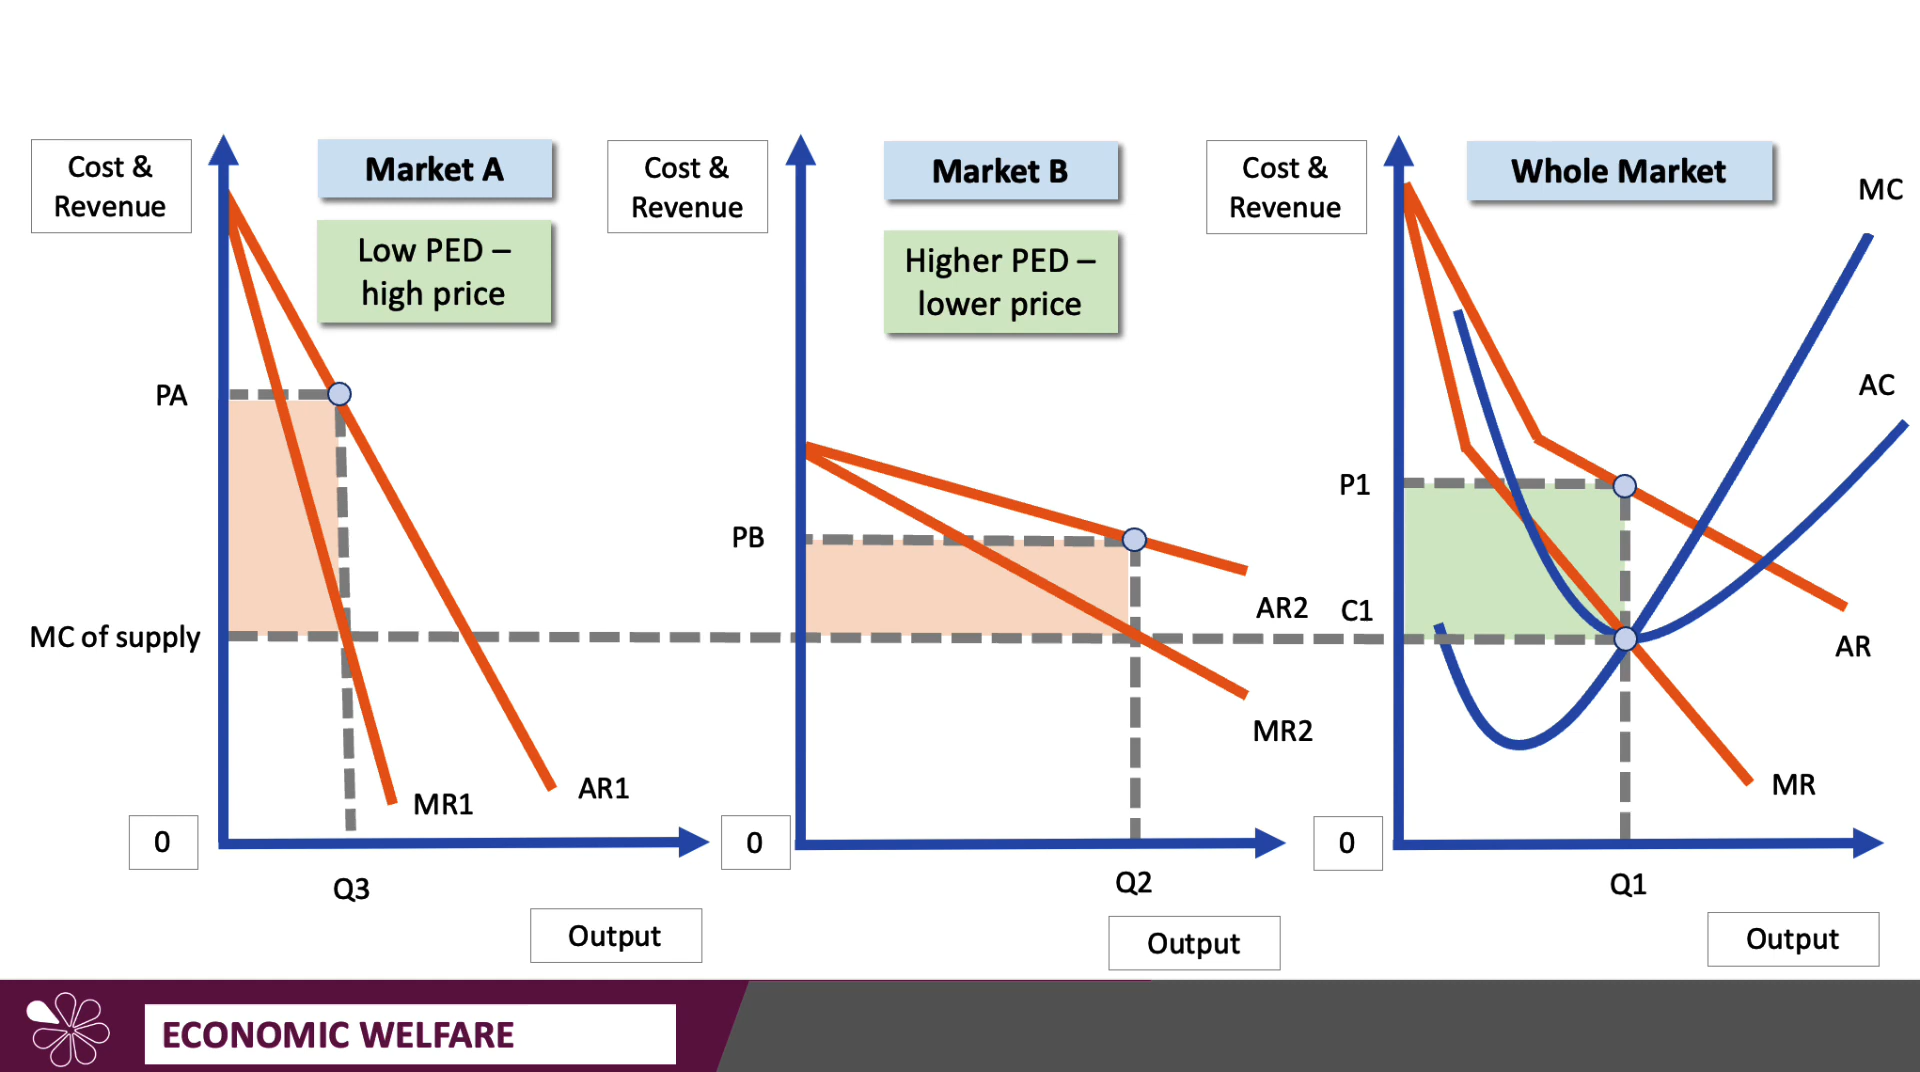 Cost &
Revenue
Market A
Low PED –
high price
PA
MC of supply
MR1
AR1
0
Q3
Output
Cost &
Revenue
Market B
Higher PED –
lower price
PB
AR2
MR2
0
Q2
Output
Cost &
Revenue
Whole Market
MC
AC
P1
C1
AR
MR
0
Q1
Output
ECONOMIC WELFARE